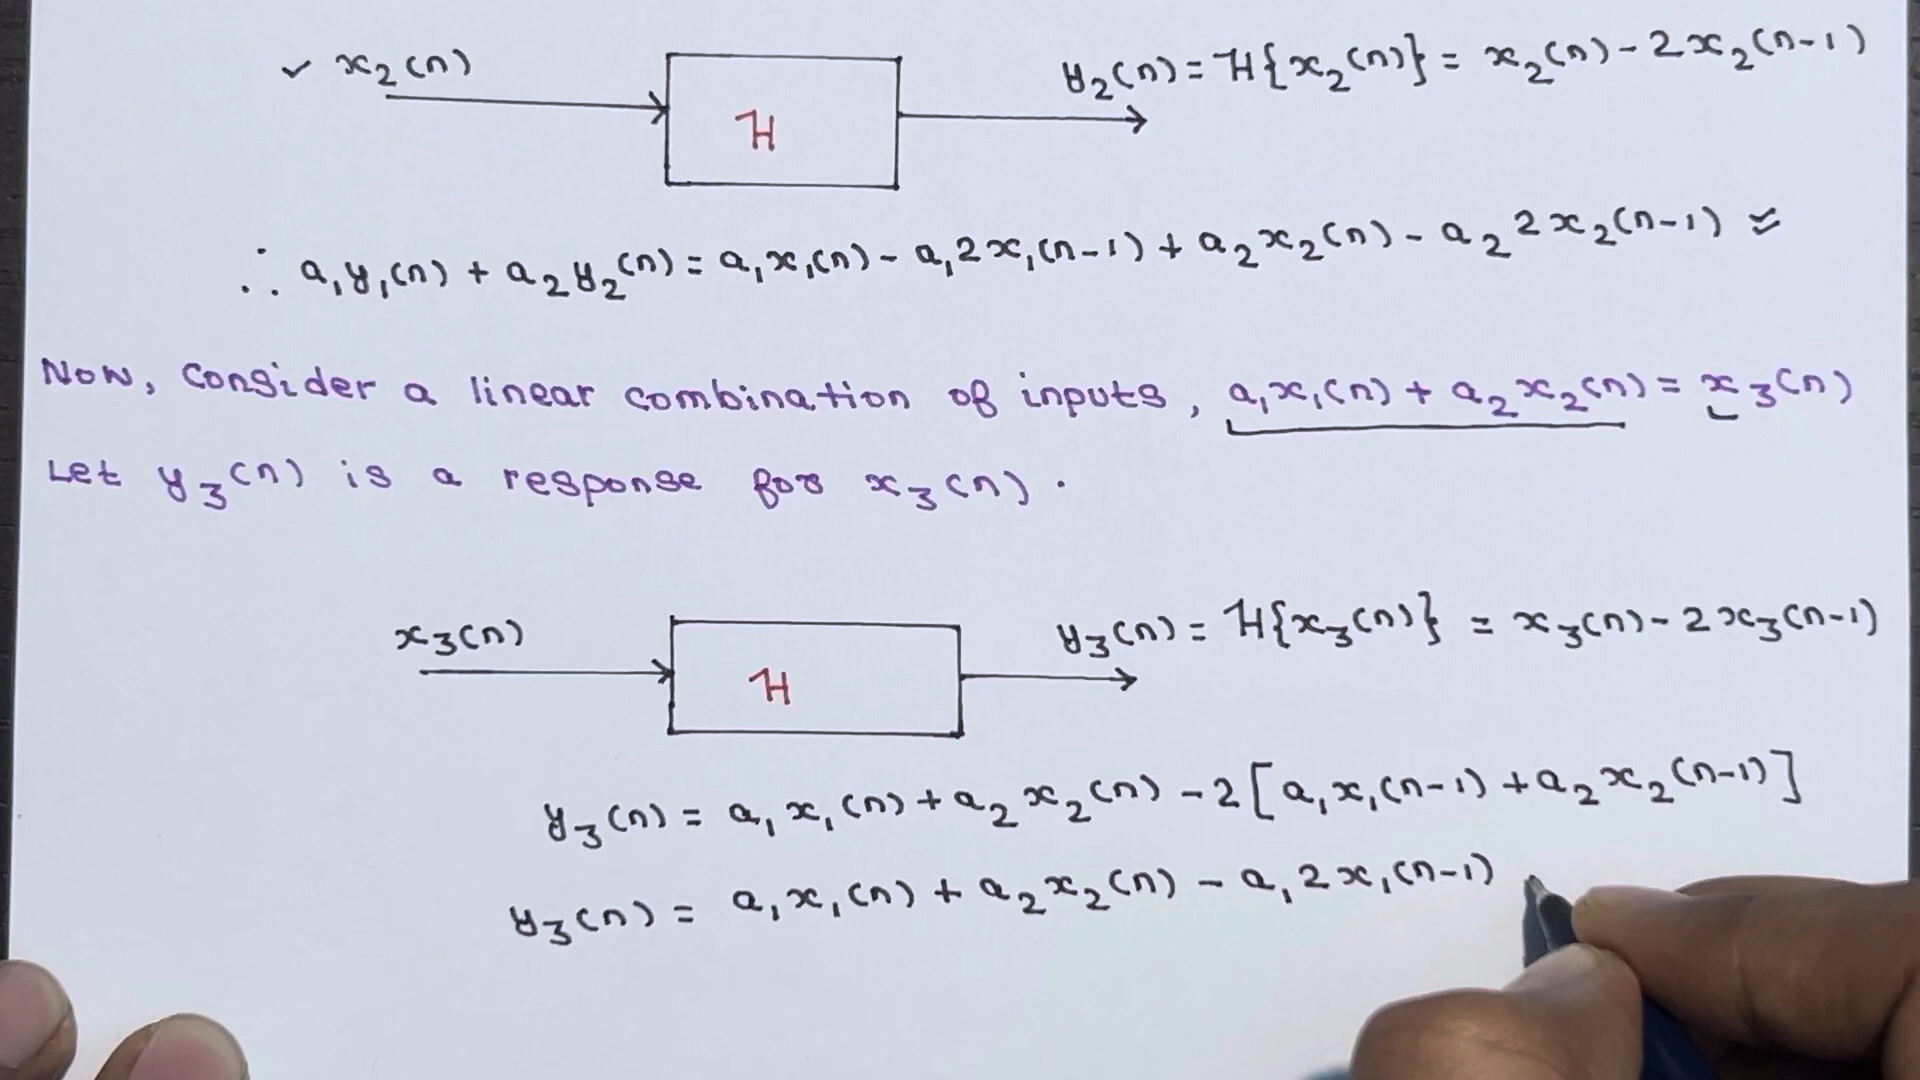 ✓ x₂(n)
y₂(n) = H{x₂(n)} = x₂(n) - 2x₂(n-1)
H
∴ a₁y₁(n) + a₂y₂(n) = a₁x₁(n) - a₁2x₁(n-1) + a₂x₂(n) - a₂2x₂(n-1)
Now, consider a linear combination of inputs, a₁x₁(n) + a₂x₂(n) = x₃(n)
Let y₃(n) is a response for x₃(n).
x₃(n)
y₃(n) = H{x₃(n)} = x₃(n) - 2x₃(n-1)
H
y₃(n) = a₁x₁(n) + a₂x₂(n) - 2[a₁x₁(n-1) + a₂x₂(n-1)]
y₃(n) = a₁x₁(n) + a₂x₂(n) - a₁2x₁(n-1)